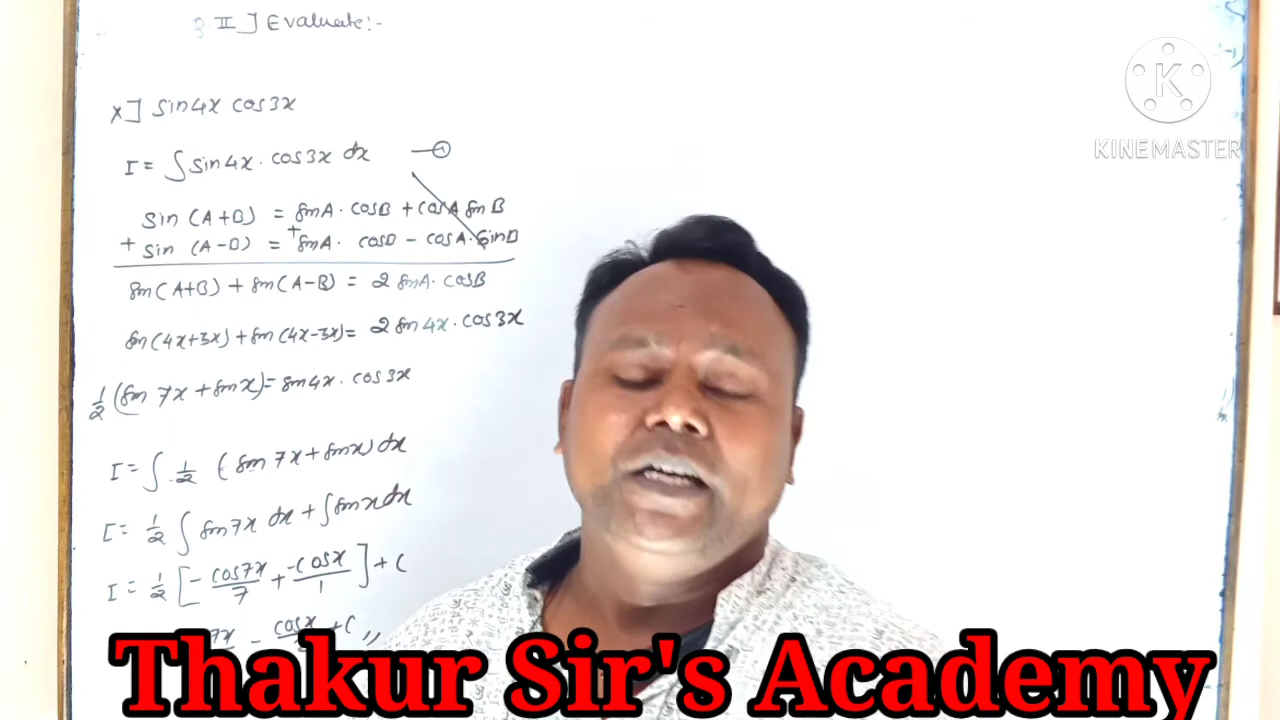 II ] Evaluate:-
x] sin4x cos3x
I = ∫ sin4x. cos3x dx —①
sin (A+B) = sinA. cosB + cosA sinB
+ sin (A-B) = + sinA. cosB - cosA. sinB
sin(A+B) + sin(A-B) = 2 sinA. cosB
sin(4x+3x) + sin(4x-3x) = 2 sin4x. cos3x
1/2 (sin 7x + sinx) = sin4x. cos3x
I = ∫ 1/2 (sin 7x + sinx) dx
I = 1/2 ∫ sin7x dx + ∫ sinx dx
I = 1/2 [ - cos7x/7 + -cosx/1 ] + C
7x - cosx + C //
K
KINEMASTER
Thakur Sir's Academy